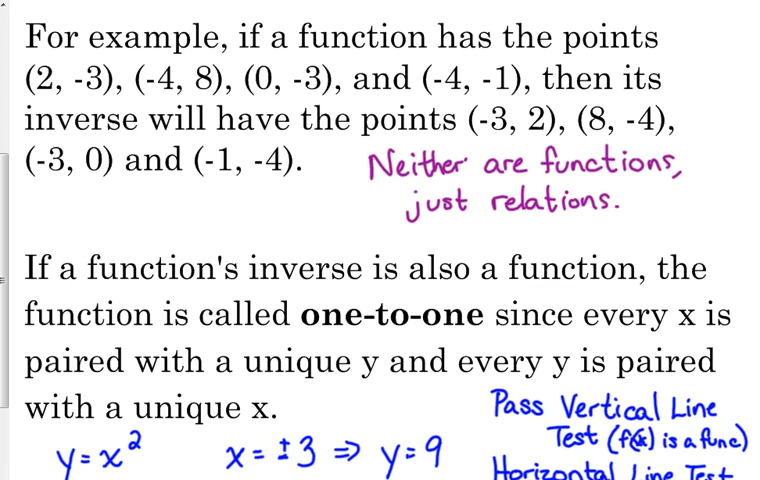 For example, if a function has the points
(2, -3), (-4, 8), (0, -3), and (-4, -1), then its
inverse will have the points (-3, 2), (8, -4),
(-3, 0) and (-1, -4).
Neither are functions,
just relations.
If a function's inverse is also a function, the
function is called one-to-one since every x is
paired with a unique y and every y is paired
with a unique x.
Pass Vertical Line
Test (f(x) is a func)
y = x² x = ±3 ⇒ y = 9
Horizontal Line Test